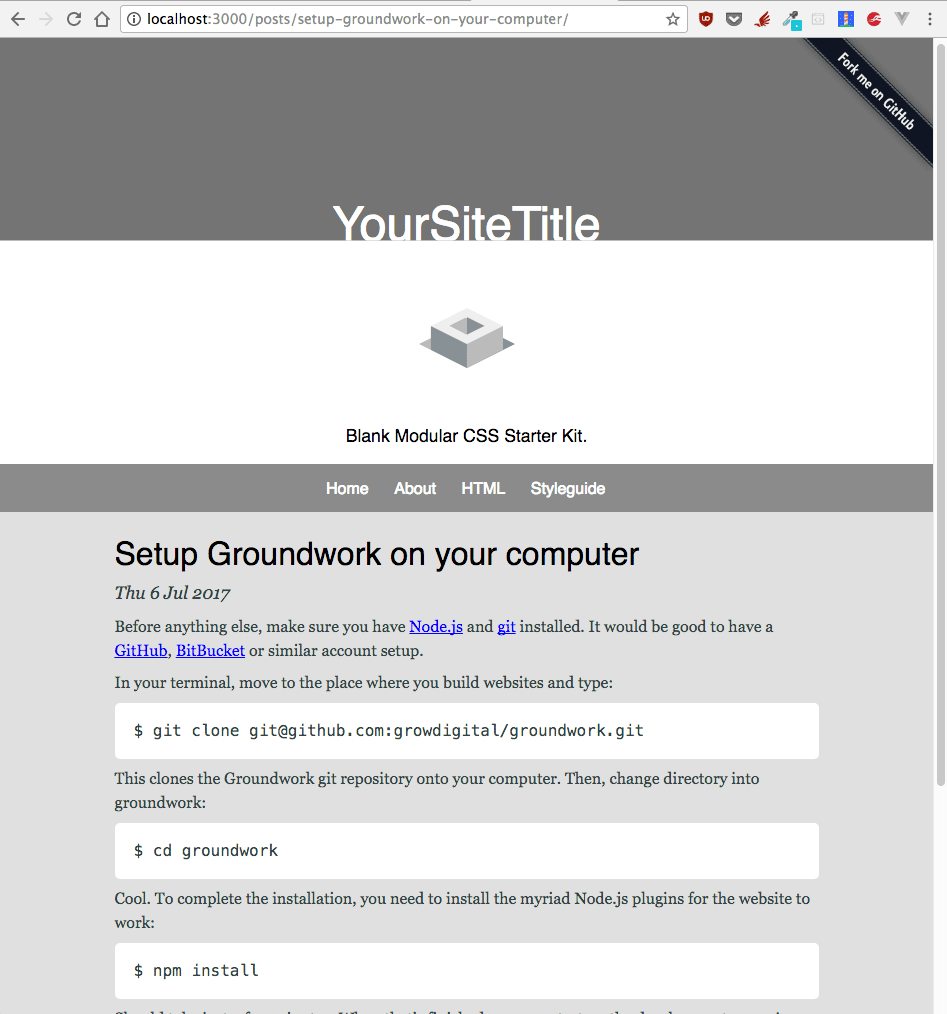 localhost:3000/posts/setup-groundwork-on-your-computer/
Fork me on GitHub
YourSiteTitle
Blank Modular CSS Starter Kit.
Home About HTML Styleguide
Setup Groundwork on your computer
Thu 6 Jul 2017
Before anything else, make sure you have Node.js and git installed. It would be good to have a
GitHub, BitBucket or similar account setup.
In your terminal, move to the place where you build websites and type:
$ git clone git@github.com:growdigital/groundwork.git
This clones the Groundwork git repository onto your computer. Then, change directory into
groundwork:
$ cd groundwork
Cool. To complete the installation, you need to install the myriad Node.js plugins for the website to
work:
$ npm install